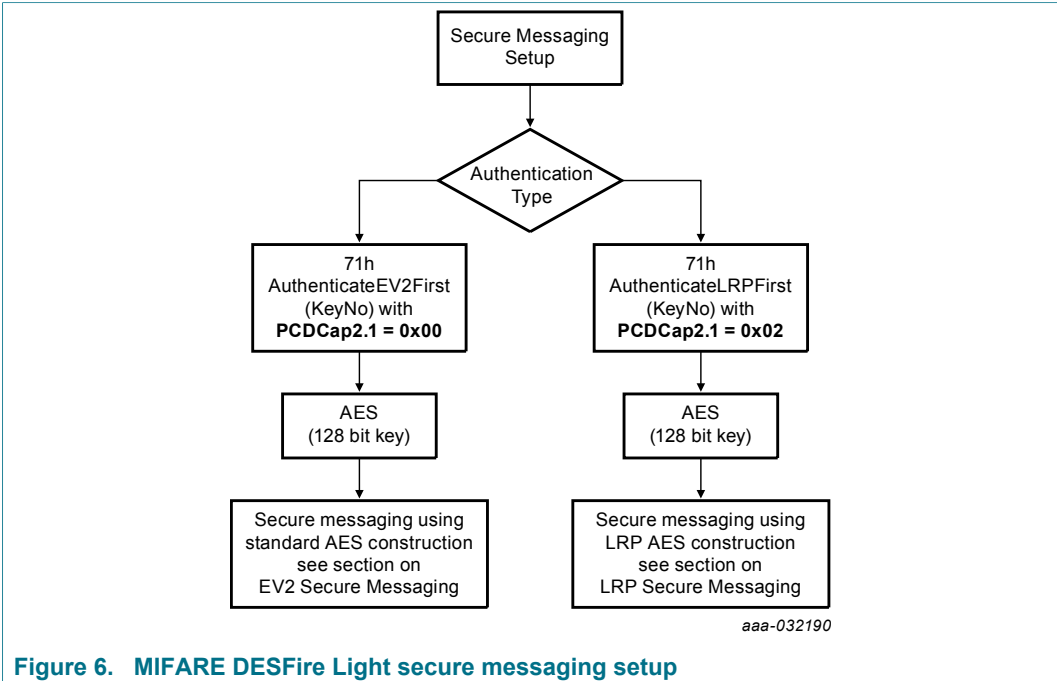 Secure Messaging
Setup
Authentication
Type
71h
AuthenticateEV2First
(KeyNo) with
PCDCap2.1 = 0x00
71h
AuthenticateLRPFirst
(KeyNo) with
PCDCap2.1 = 0x02
AES
(128 bit key)
AES
(128 bit key)
Secure messaging using
standard AES construction
see section on
EV2 Secure Messaging
Secure messaging using
LRP AES construction
see section on
LRP Secure Messaging
aaa-032190
Figure 6. MIFARE DESFire Light secure messaging setup